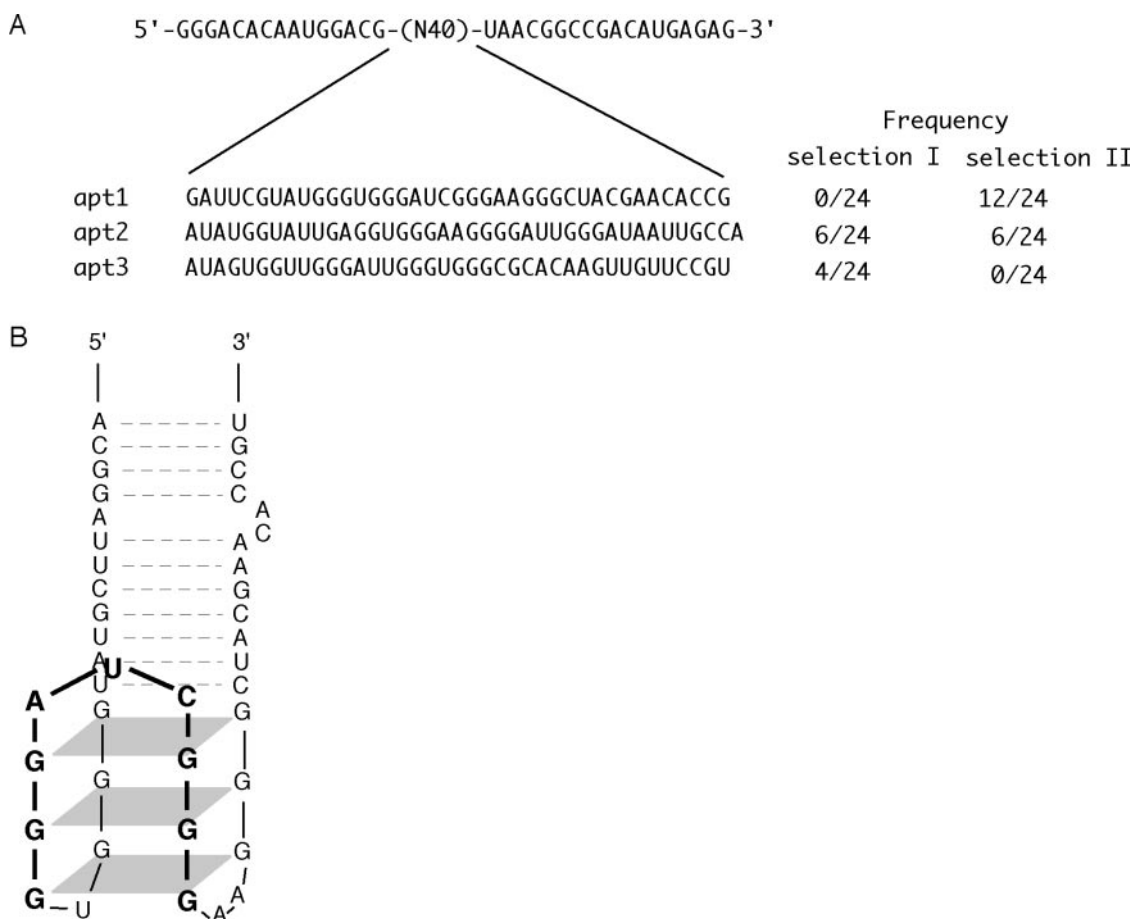 A
5'-GGGACACAAUGGACG-(N40)-UAACGGCCGACAUGAGAG-3'
Frequency
selection I selection II
apt1 GAUUCGUAUGGGUGGGAUCGGGAAGGGCUACGAACACCG 0/24 12/24
apt2 AUAUGGUAUUGAGGUGGGAAGGGGAUUGGGAUAAUUGCCA 6/24 6/24
apt3 AUAGUGGUUGGGAUUGGGUGGGCGCACAAGUUGUUCCGU 4/24 0/24
B
5' 3'
A U
C G
G C
G C
A A
C
U A
U A
C G
G C
U A
A U U
U C C
A G G
G G
G G
G G
G G
G G
U A
A